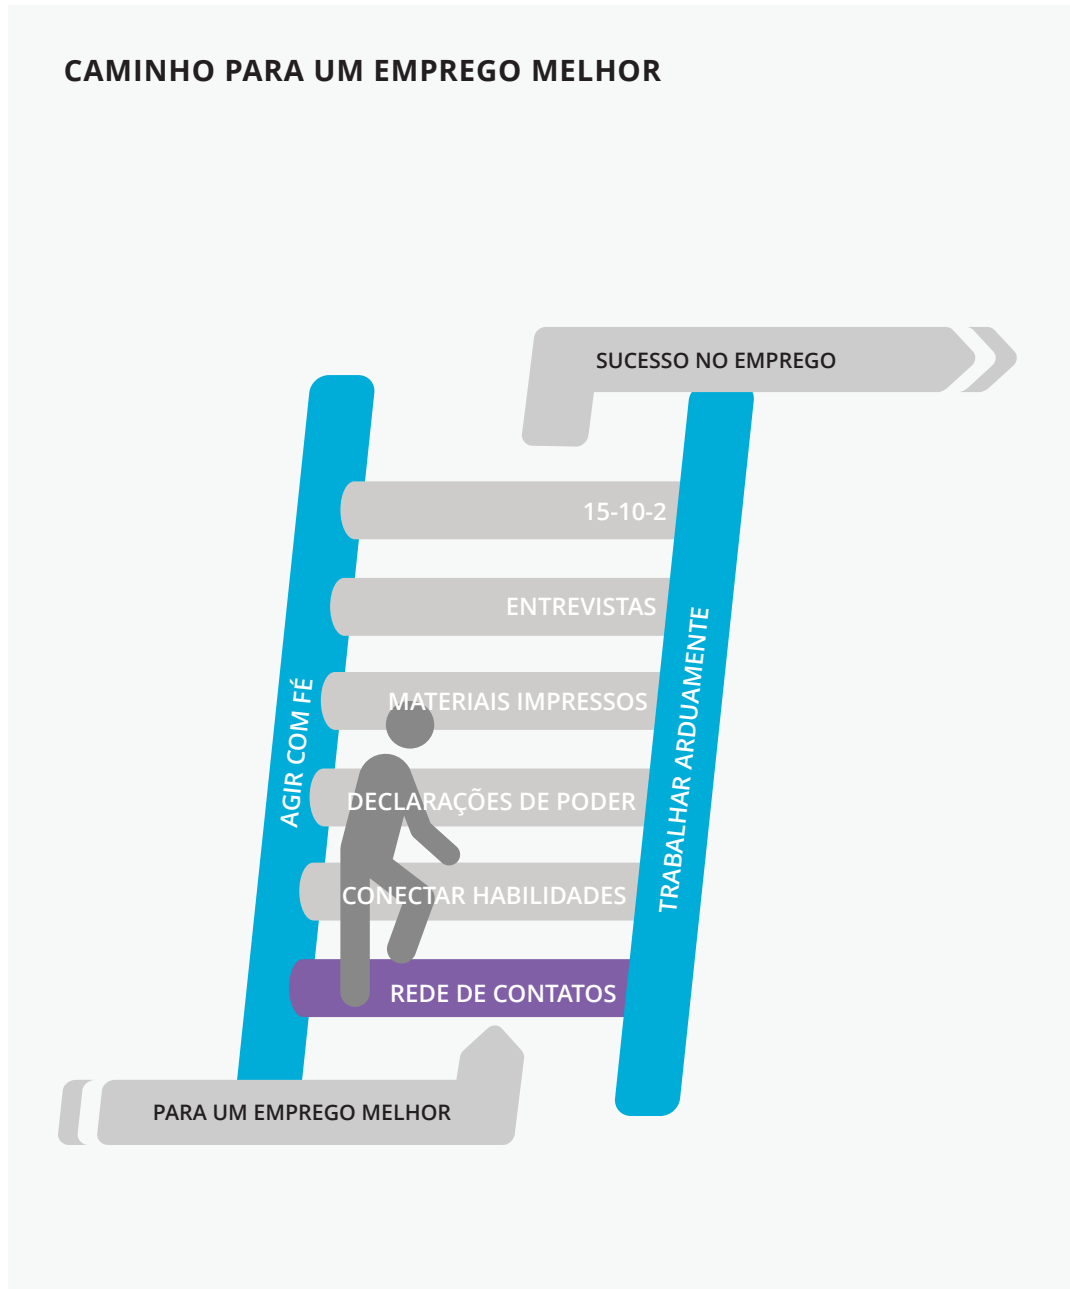 CAMINHO PARA UM EMPREGO MELHOR
SUCESSO NO EMPREGO
15-10-2
ENTREVISTAS
MATERIAIS IMPRESSOS
DECLARAÇÕES DE PODER
CONECTAR HABILIDADES
REDE DE CONTATOS
AGIR COM FÉ
TRABALHAR ARDUAMENTE
PARA UM EMPREGO MELHOR